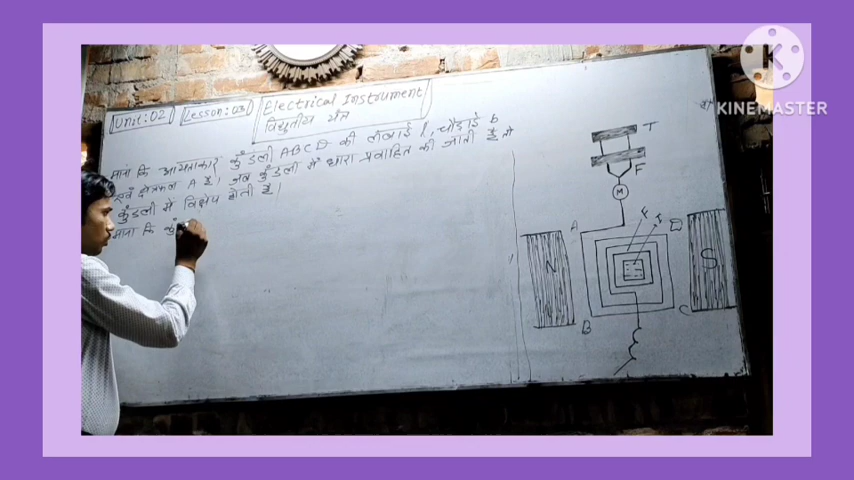 Unit:02
Lesson:03
Electrical Instrument
विद्युतीय यंत्र
माना कि आयताकार कुँडली ABCD की लंबाई l, चौड़ाई b
एवं क्षेत्रफल A है। जब कुँडली में धारा प्रवाहित की जाती है तो
कुँडली में विक्षेप होती है।
माना कि कुं
T
F
M
A
D
N
S
B
C
K
KINEMASTER